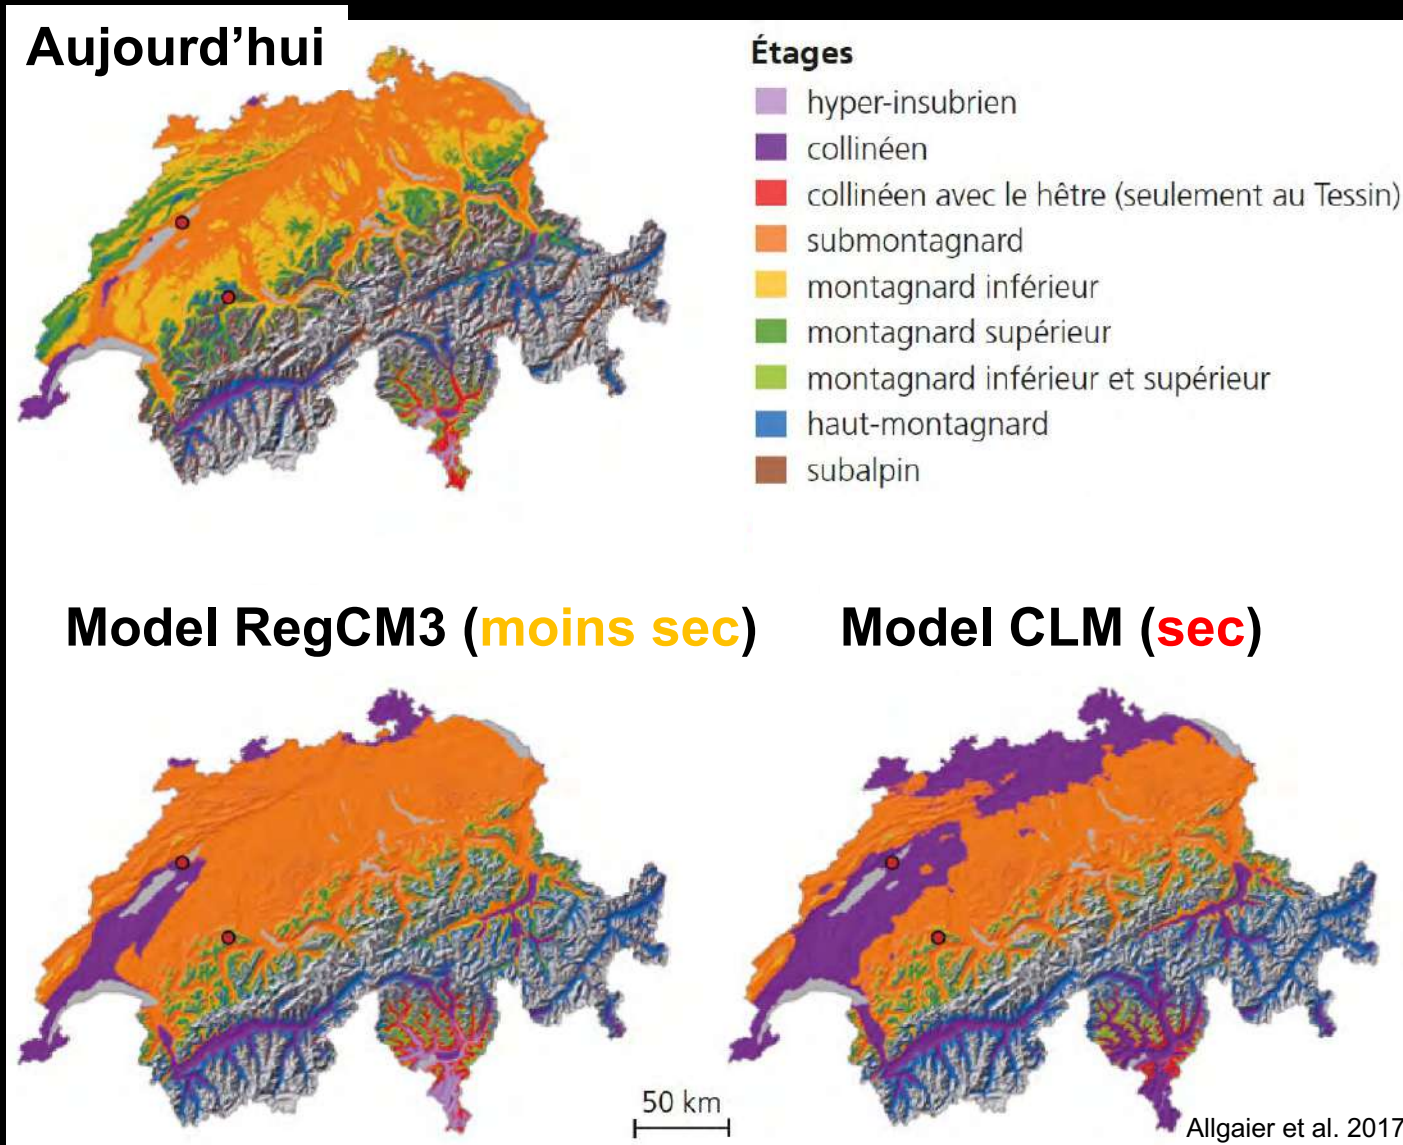 Aujourd’hui
Étages
hyper-insubrien
collinéen
collinéen avec le hêtre (seulement au Tessin)
submontagnard
montagnard inférieur
montagnard supérieur
montagnard inférieur et supérieur
haut-montagnard
subalpin
Model RegCM3 (moins sec)
Model CLM (sec)
50 km
Allgaier et al. 2017